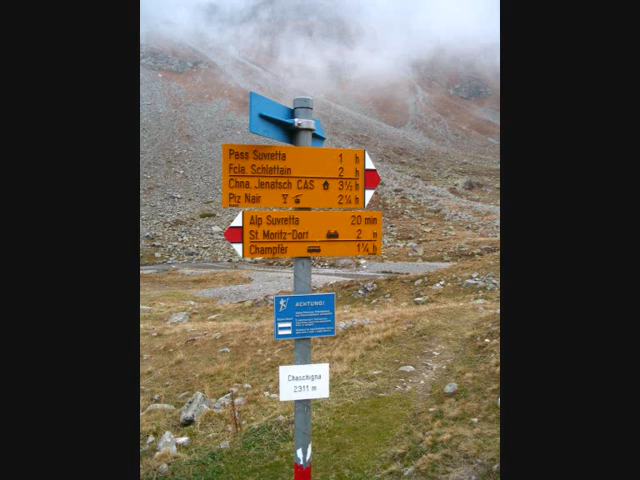 Pass Suvretta 1 h
Fcla. Schlattain 2 h
Chna. Jenatsch CAS 3½ h
Piz Nair 2¼ h
Alp Suvretta 20 min
St. Moritz-Dorf 2 h
Champfèr 1¾ h
ACHTUNG!
Chaschigna
2311 m